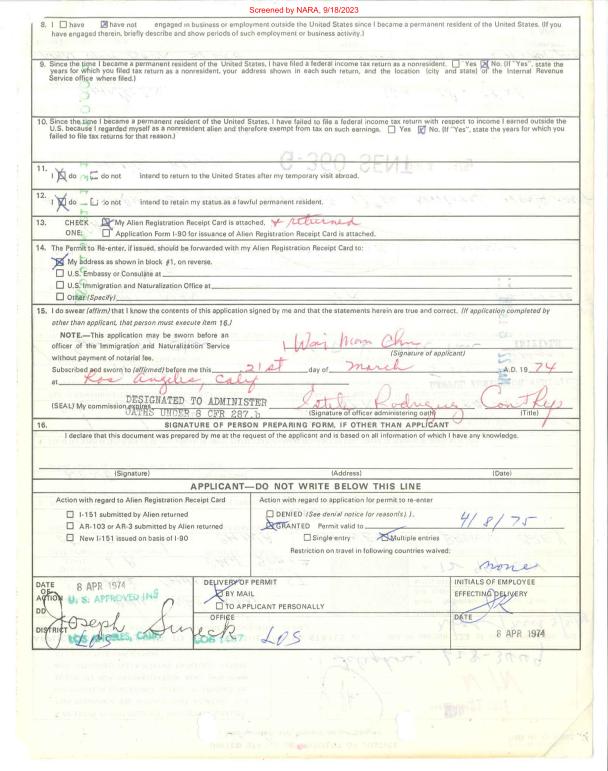 Screened by NARA, 9/18/2023
8. I ☐ have ☒ have not engaged in business or employment outside the United States since I became a permanent resident of the United States. (If you
have engaged therein, briefly describe and show periods of such employment or business activity.)
9. Since the time I became a permanent resident of the United States, I have filed a federal income tax return as a nonresident. ☐ Yes ☒ No. (If "Yes", state the
years for which you filed tax return as a nonresident, your address shown in each such return, and the location (city and state) of the Internal Revenue
Service office where filed.)
10. Since the time I became a permanent resident of the United States, I have failed to file a federal income tax return with respect to income I earned outside the
U.S. because I regarded myself as a nonresident alien and therefore exempt from tax on such earnings. ☐ Yes ☒ No. (If "Yes", state the years for which you
failed to file tax returns for that reason.)
G-360 SENT
11. I ☒ do ☐ do not intend to return to the United States after my temporary visit abroad.
12. I ☒ do ☐ do not intend to retain my status as a lawful permanent resident.
13. CHECK ☒ My Alien Registration Receipt Card is attached. & returned
ONE: ☐ Application Form I-90 for issuance of Alien Registration Card is attached.
14. The Permit to Re-enter, if issued, should be forwarded with my Alien Registration Receipt Card to:
☒ My address as shown in block #1, on reverse.
☐ U.S. Embassy or Consulate at
☐ U.S. Immigration and Naturalization Office at
☐ Other (Specify)
15. I do swear (affirm) that I know the contents of this application signed by me and that the statements herein are true and correct. (If application completed by
other than applicant, that person must execute item 16.)
NOTE.—This application may be sworn before an
officer of the Immigration and Naturalization Service
without payment of notarial fee.
Wai Mom Chu
(Signature of applicant)
Subscribed and sworn to (affirmed) before me this 21st day of March A.D. 19 74
at Los Angeles, Calif
DESIGNATED TO ADMINISTER
(SEAL) My commission expires OATHS UNDER 8 CFR 287.b Estela Rodriguez Con Rep
(Signature of officer administering oath) (Title)
16. SIGNATURE OF PERSON PREPARING FORM, IF OTHER THAN APPLICANT
I declare that this document was prepared by me at the request of the applicant and is based on all information of which I have any knowledge.
(Signature) (Address) (Date)
APPLICANT—DO NOT WRITE BELOW THIS LINE
Action with regard to Alien Registration Receipt Card
☐ I-151 submitted by Alien returned
☐ AR-103 or AR-3 submitted by Alien returned
☐ New I-151 issued on basis of I-90
Action with regard to application for permit to re-enter
☐ DENIED (See denial notice for reason(s) ).
☒ GRANTED Permit valid to 4/8/75
☐ Single entry ☒ Multiple entries
Restriction on travel in following countries waived:
none
DATE OF ACTION 8 APR 1974
U. S. APPROVED INS
DD
Joseph Sureck
DISTRICT LOS
LOS ANGELES, CALIF.
DELIVERY OF PERMIT
☒ BY MAIL
☐ TO APPLICANT PERSONALLY
OFFICE
LOS
INITIALS OF EMPLOYEE
EFFECTING DELIVERY
DATE
8 APR 1974